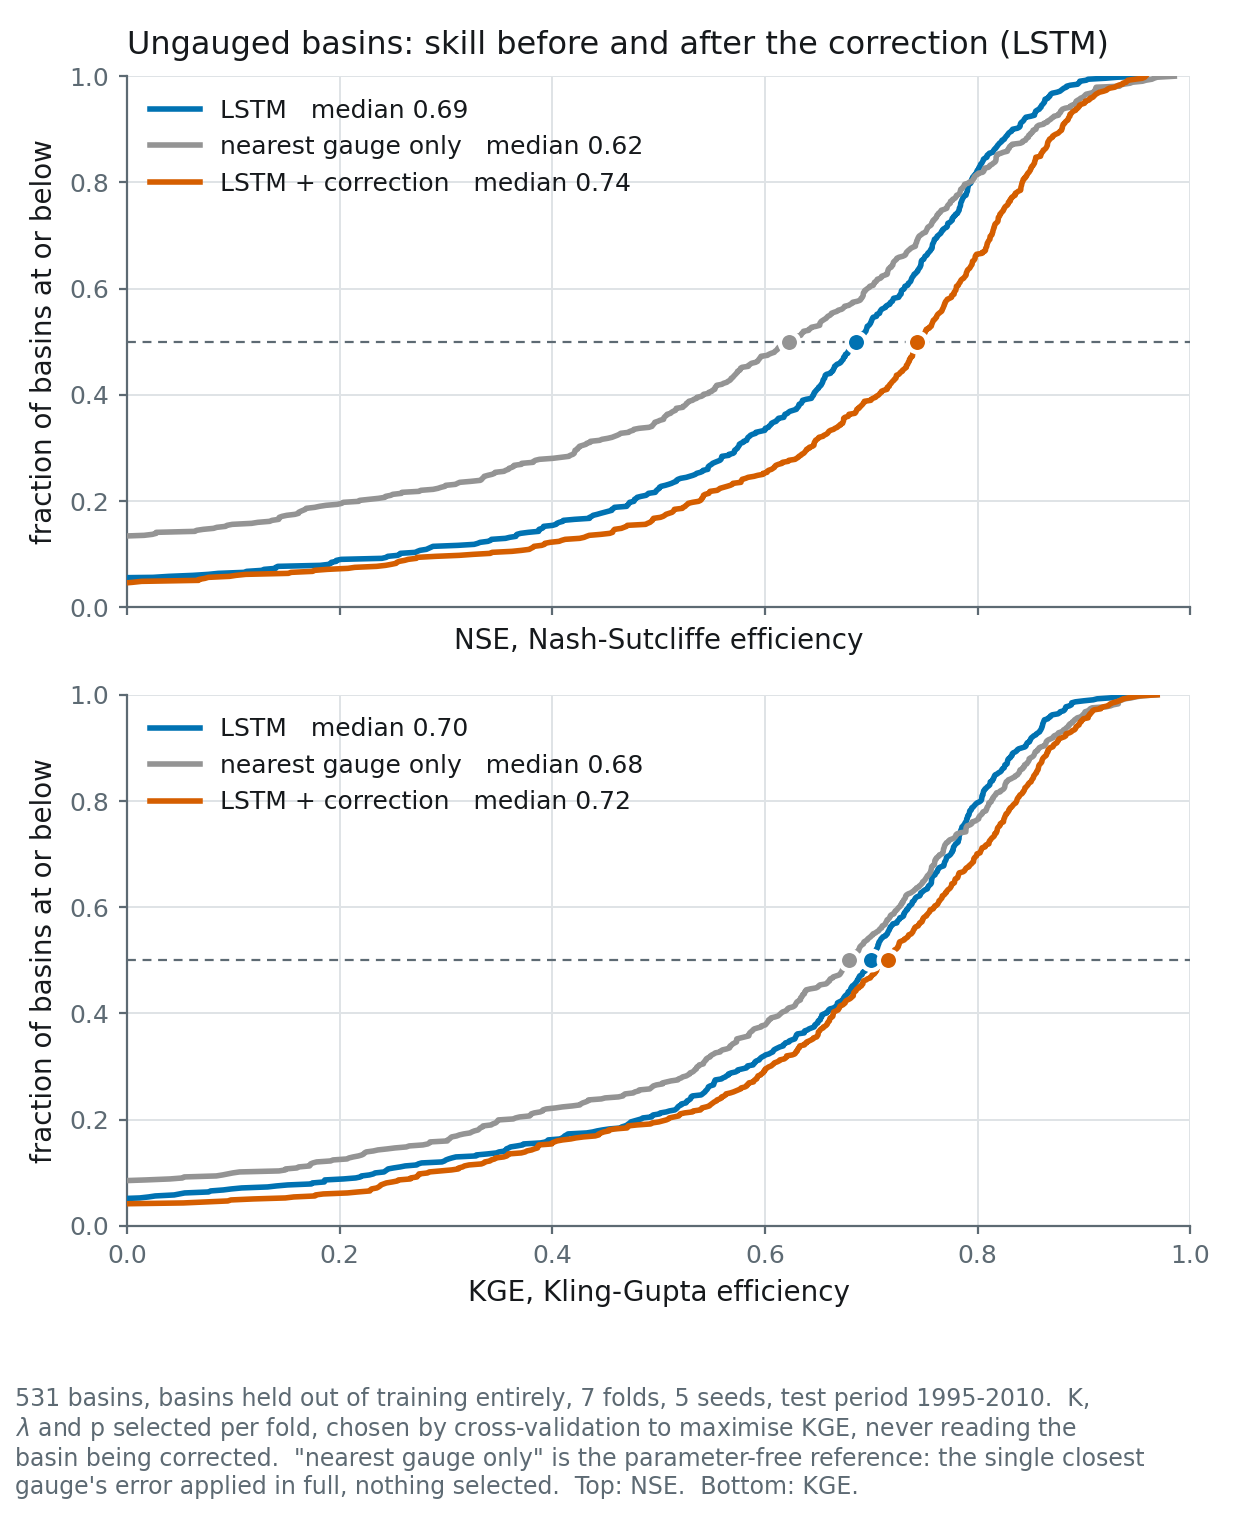 Ungauged basins: skill before and after the correction (LSTM)
1.0
0.8
0.6
0.4
0.2
0.0
fraction of basins at or below
LSTM median 0.69
nearest gauge only median 0.62
LSTM + correction median 0.74
NSE, Nash-Sutcliffe efficiency
1.0
0.8
0.6
0.4
0.2
0.0
fraction of basins at or below
LSTM median 0.70
nearest gauge only median 0.68
LSTM + correction median 0.72
0.0 0.2 0.4 0.6 0.8 1.0
KGE, Kling-Gupta efficiency
531 basins, basins held out of training entirely, 7 folds, 5 seeds, test period 1995-2010. K,
λ and p selected per fold, chosen by cross-validation to maximise KGE, never reading the
basin being corrected. "nearest gauge only" is the parameter-free reference: the single closest
gauge's error applied in full, nothing selected. Top: NSE. Bottom: KGE.